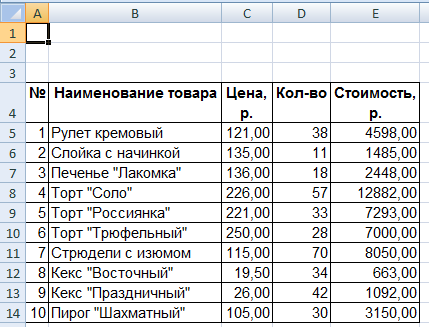 A B C D E
1
2
3
4 № Наименование товара Цена, р. Кол-во Стоимость, р.
5 1 Рулет кремовый 121,00 38 4598,00
6 2 Слойка с начинкой 135,00 11 1485,00
7 3 Печенье "Лакомка" 136,00 18 2448,00
8 4 Торт "Соло" 226,00 57 12882,00
9 5 Торт "Россиянка" 221,00 33 7293,00
10 6 Торт "Трюфельный" 250,00 28 7000,00
11 7 Стрюдели с изюмом 115,00 70 8050,00
12 8 Кекс "Восточный" 19,50 34 663,00
13 9 Кекс "Праздничный" 26,00 42 1092,00
14 10 Пирог "Шахматный" 105,00 30 3150,00